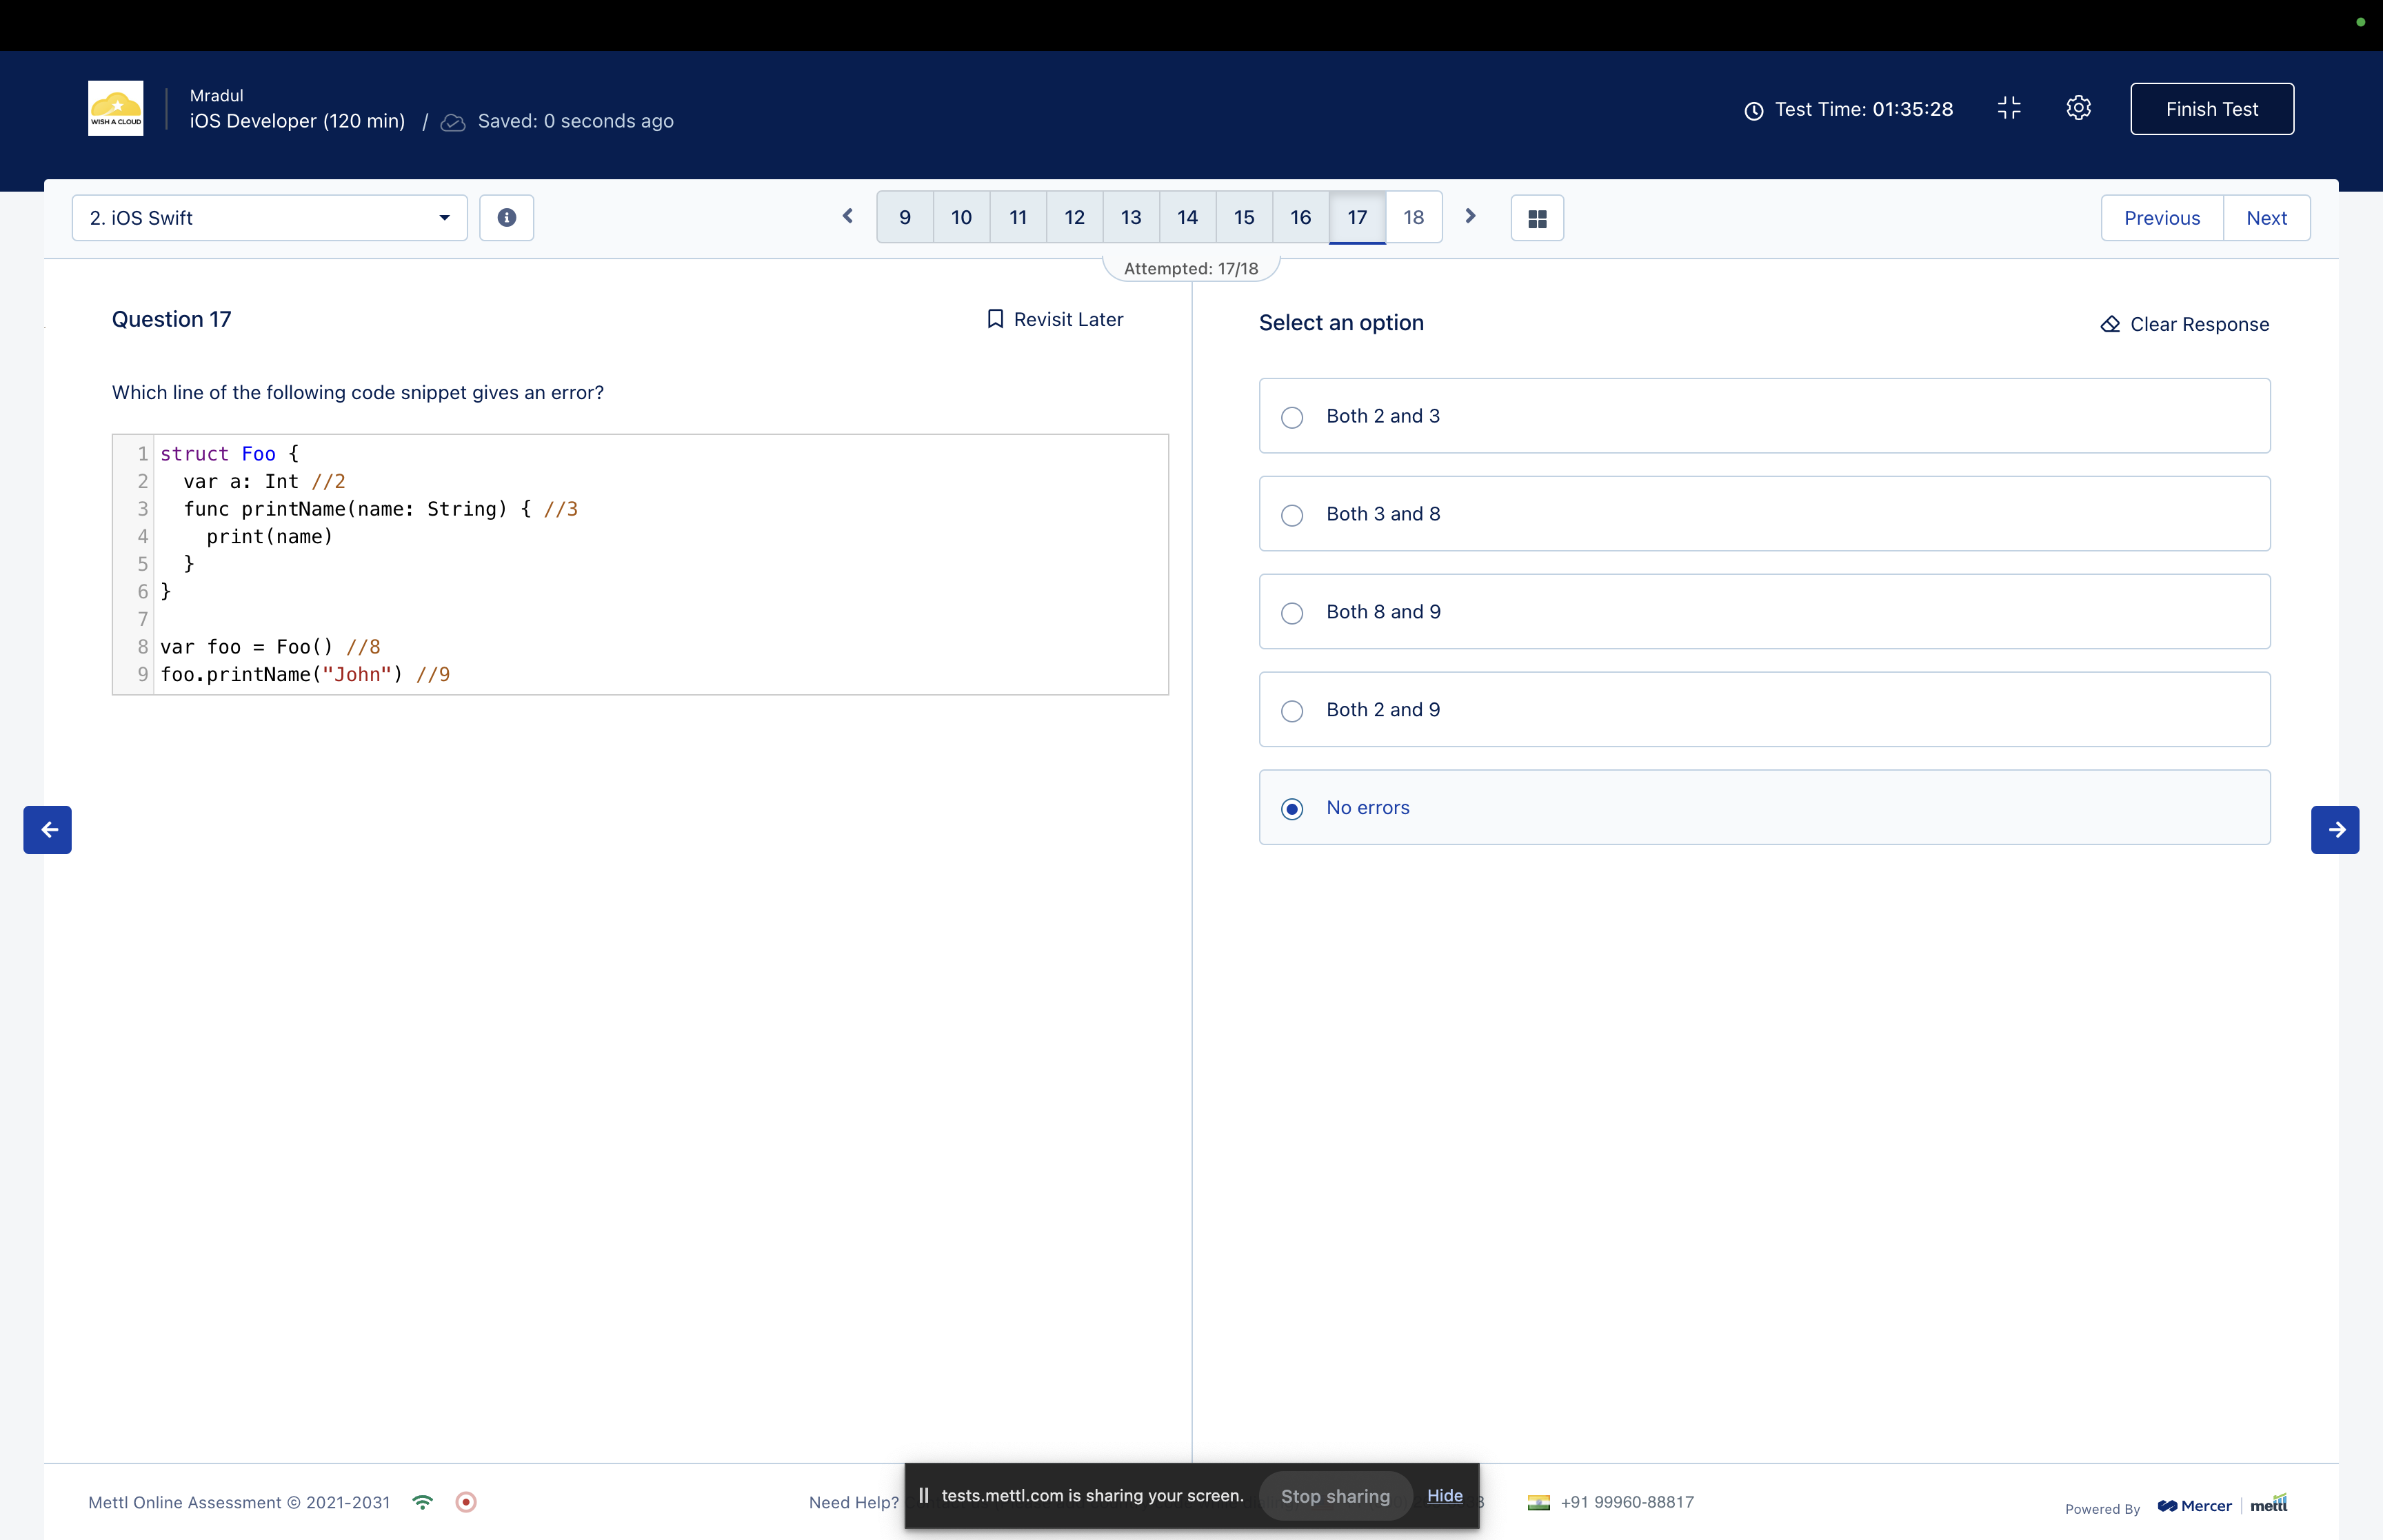 WISH A CLOUD
Mradul
iOS Developer (120 min) / Saved: 0 seconds ago
Test Time: 01:35:28
Finish Test
2. iOS Swift
9 10 11 12 13 14 15 16 17 18
Previous Next
Attempted: 17/18
Question 17
Revisit Later
Which line of the following code snippet gives an error?
1 struct Foo {
2   var a: Int //2
3   func printName(name: String) { //3
4     print(name)
5   }
6 }
7
8 var foo = Foo() //8
9 foo.printName("John") //9
Select an option
Clear Response
Both 2 and 3
Both 3 and 8
Both 8 and 9
Both 2 and 9
No errors
Mettl Online Assessment © 2021-2031
Need Help?
tests.mettl.com is sharing your screen. Stop sharing Hide
+91 99960-88817
Powered By Mercer | mettl